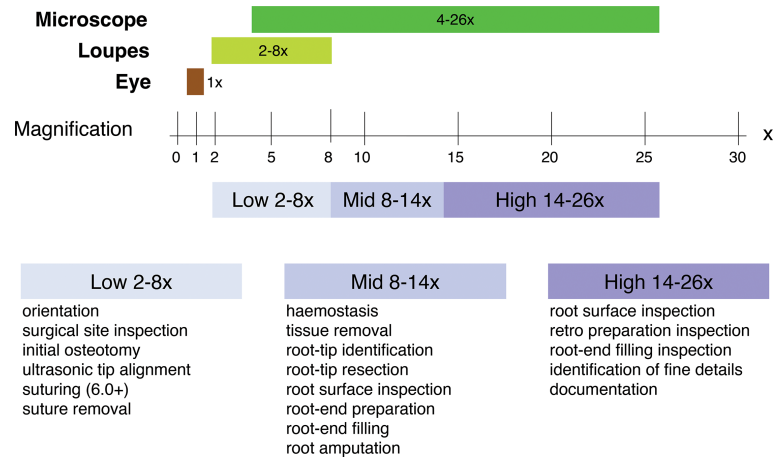 Microscope
4-26x
Loupes
2-8x
Eye
1x
Magnification
x
0 1 2 5 8 10 15 20 25 30
Low 2-8x
Mid 8-14x
High 14-26x
Low 2-8x
orientation
surgical site inspection
initial osteotomy
ultrasonic tip alignment
suturing (6.0+)
suture removal
Mid 8-14x
haemostasis
tissue removal
root-tip identification
root-tip resection
root surface inspection
root-end preparation
root-end filling
root amputation
High 14-26x
root surface inspection
retro preparation inspection
root-end filling inspection
identification of fine details
documentation